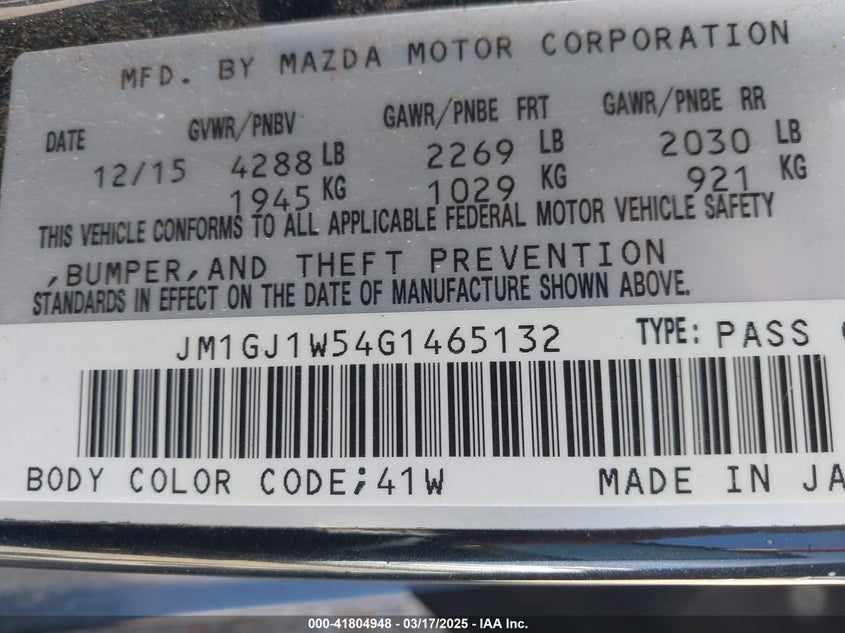 MFD. BY MAZDA MOTOR CORPORATION
DATE GVWR/PNBV GAWR/PNBE FRT GAWR/PNBE RR
12/15 4288 LB 2269 LB 2030 LB
1945 KG 1029 KG 921 KG
THIS VEHICLE CONFORMS TO ALL APPLICABLE FEDERAL MOTOR VEHICLE SAFETY
,BUMPER,AND THEFT PREVENTION
STANDARDS IN EFFECT ON THE DATE OF MANUFACTURE SHOWN ABOVE.
JM1GJ1W54G1465132 TYPE: PASS
BODY COLOR CODE;41W MADE IN JA
000-41804948 — 03/17/2025 — IAA Inc.